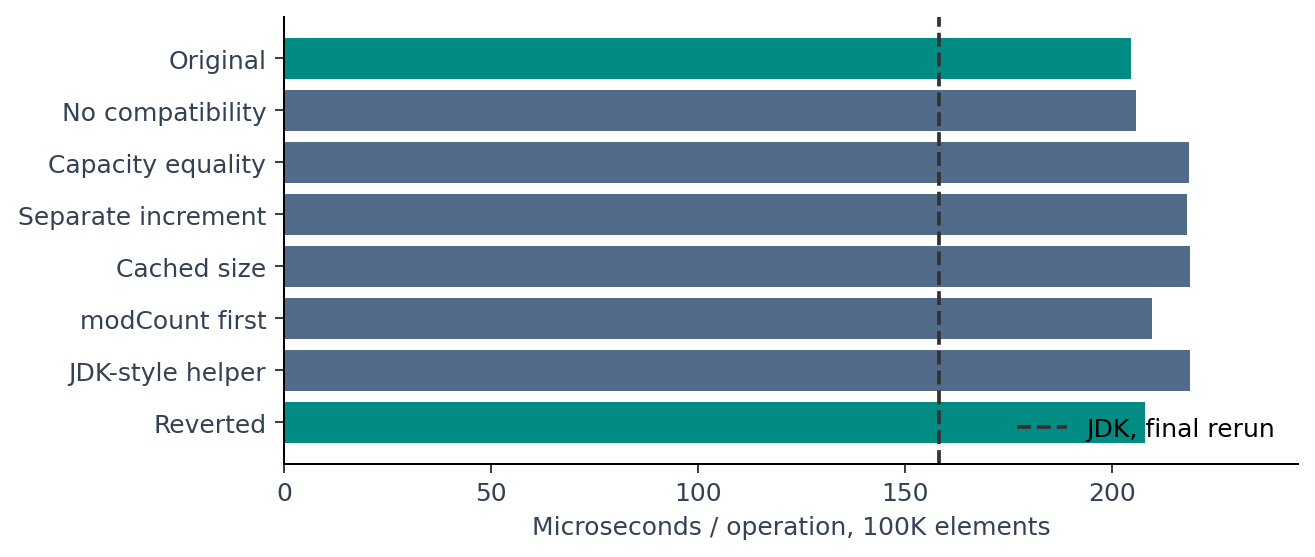 Original
No compatibility
Capacity equality
Separate increment
Cached size
modCount first
JDK-style helper
Reverted
JDK, final rerun
0 50 100 150 200
Microseconds / operation, 100K elements